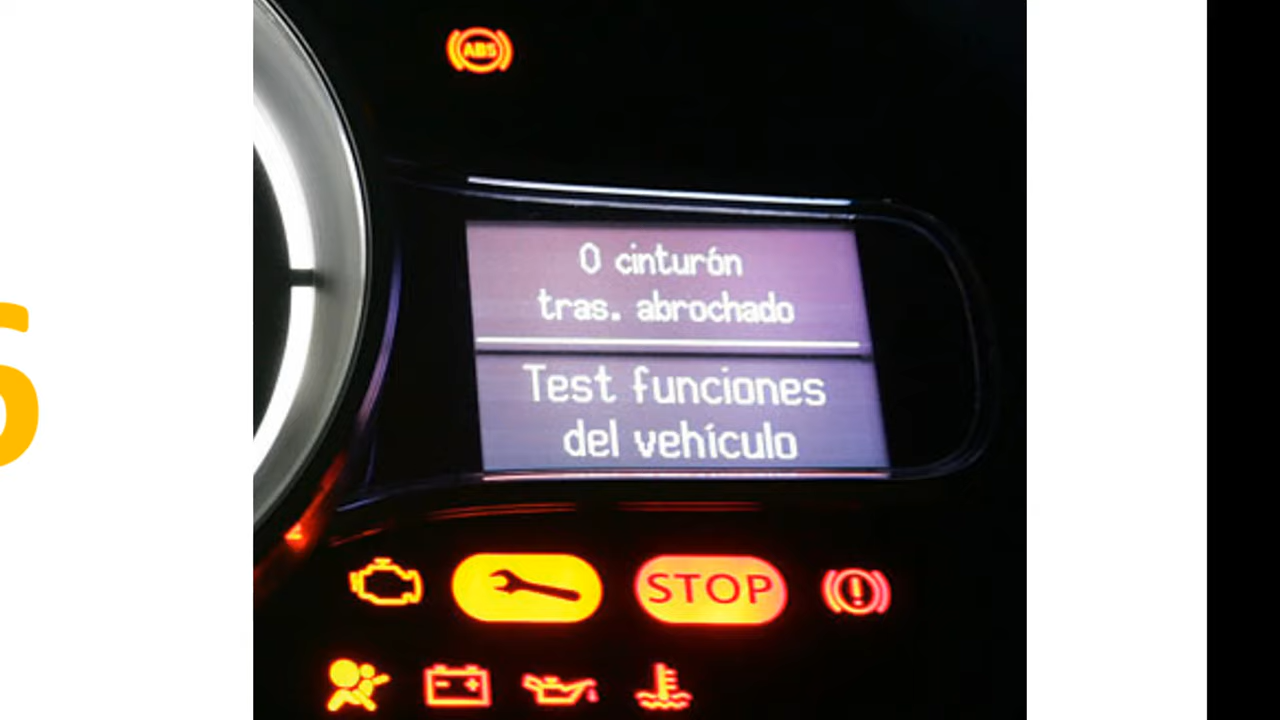 ABS
0 cinturón
tras. abrochado
Test funciones
del vehículo
STOP